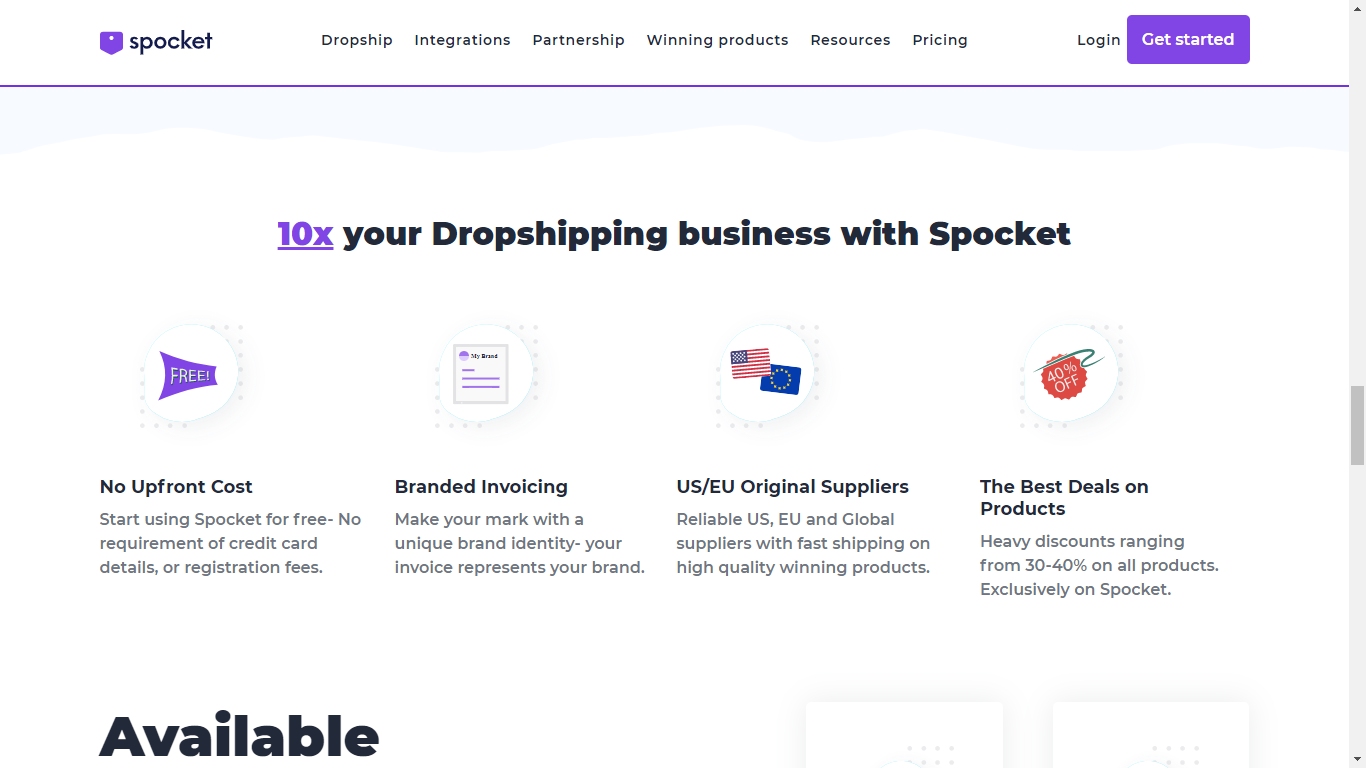 spocket
Dropship Integrations Partnership Winning products Resources Pricing Login Get started
10x your Dropshipping business with Spocket
FREE!
My Brand
40%
OFF
No Upfront Cost
Start using Spocket for free- No
requirement of credit card
details, or registration fees.
Branded Invoicing
Make your mark with a
unique brand identity- your
invoice represents your brand.
US/EU Original Suppliers
Reliable US, EU and Global
suppliers with fast shipping on
high quality winning products.
The Best Deals on
Products
Heavy discounts ranging
from 30-40% on all products.
Exclusively on Spocket.
Available